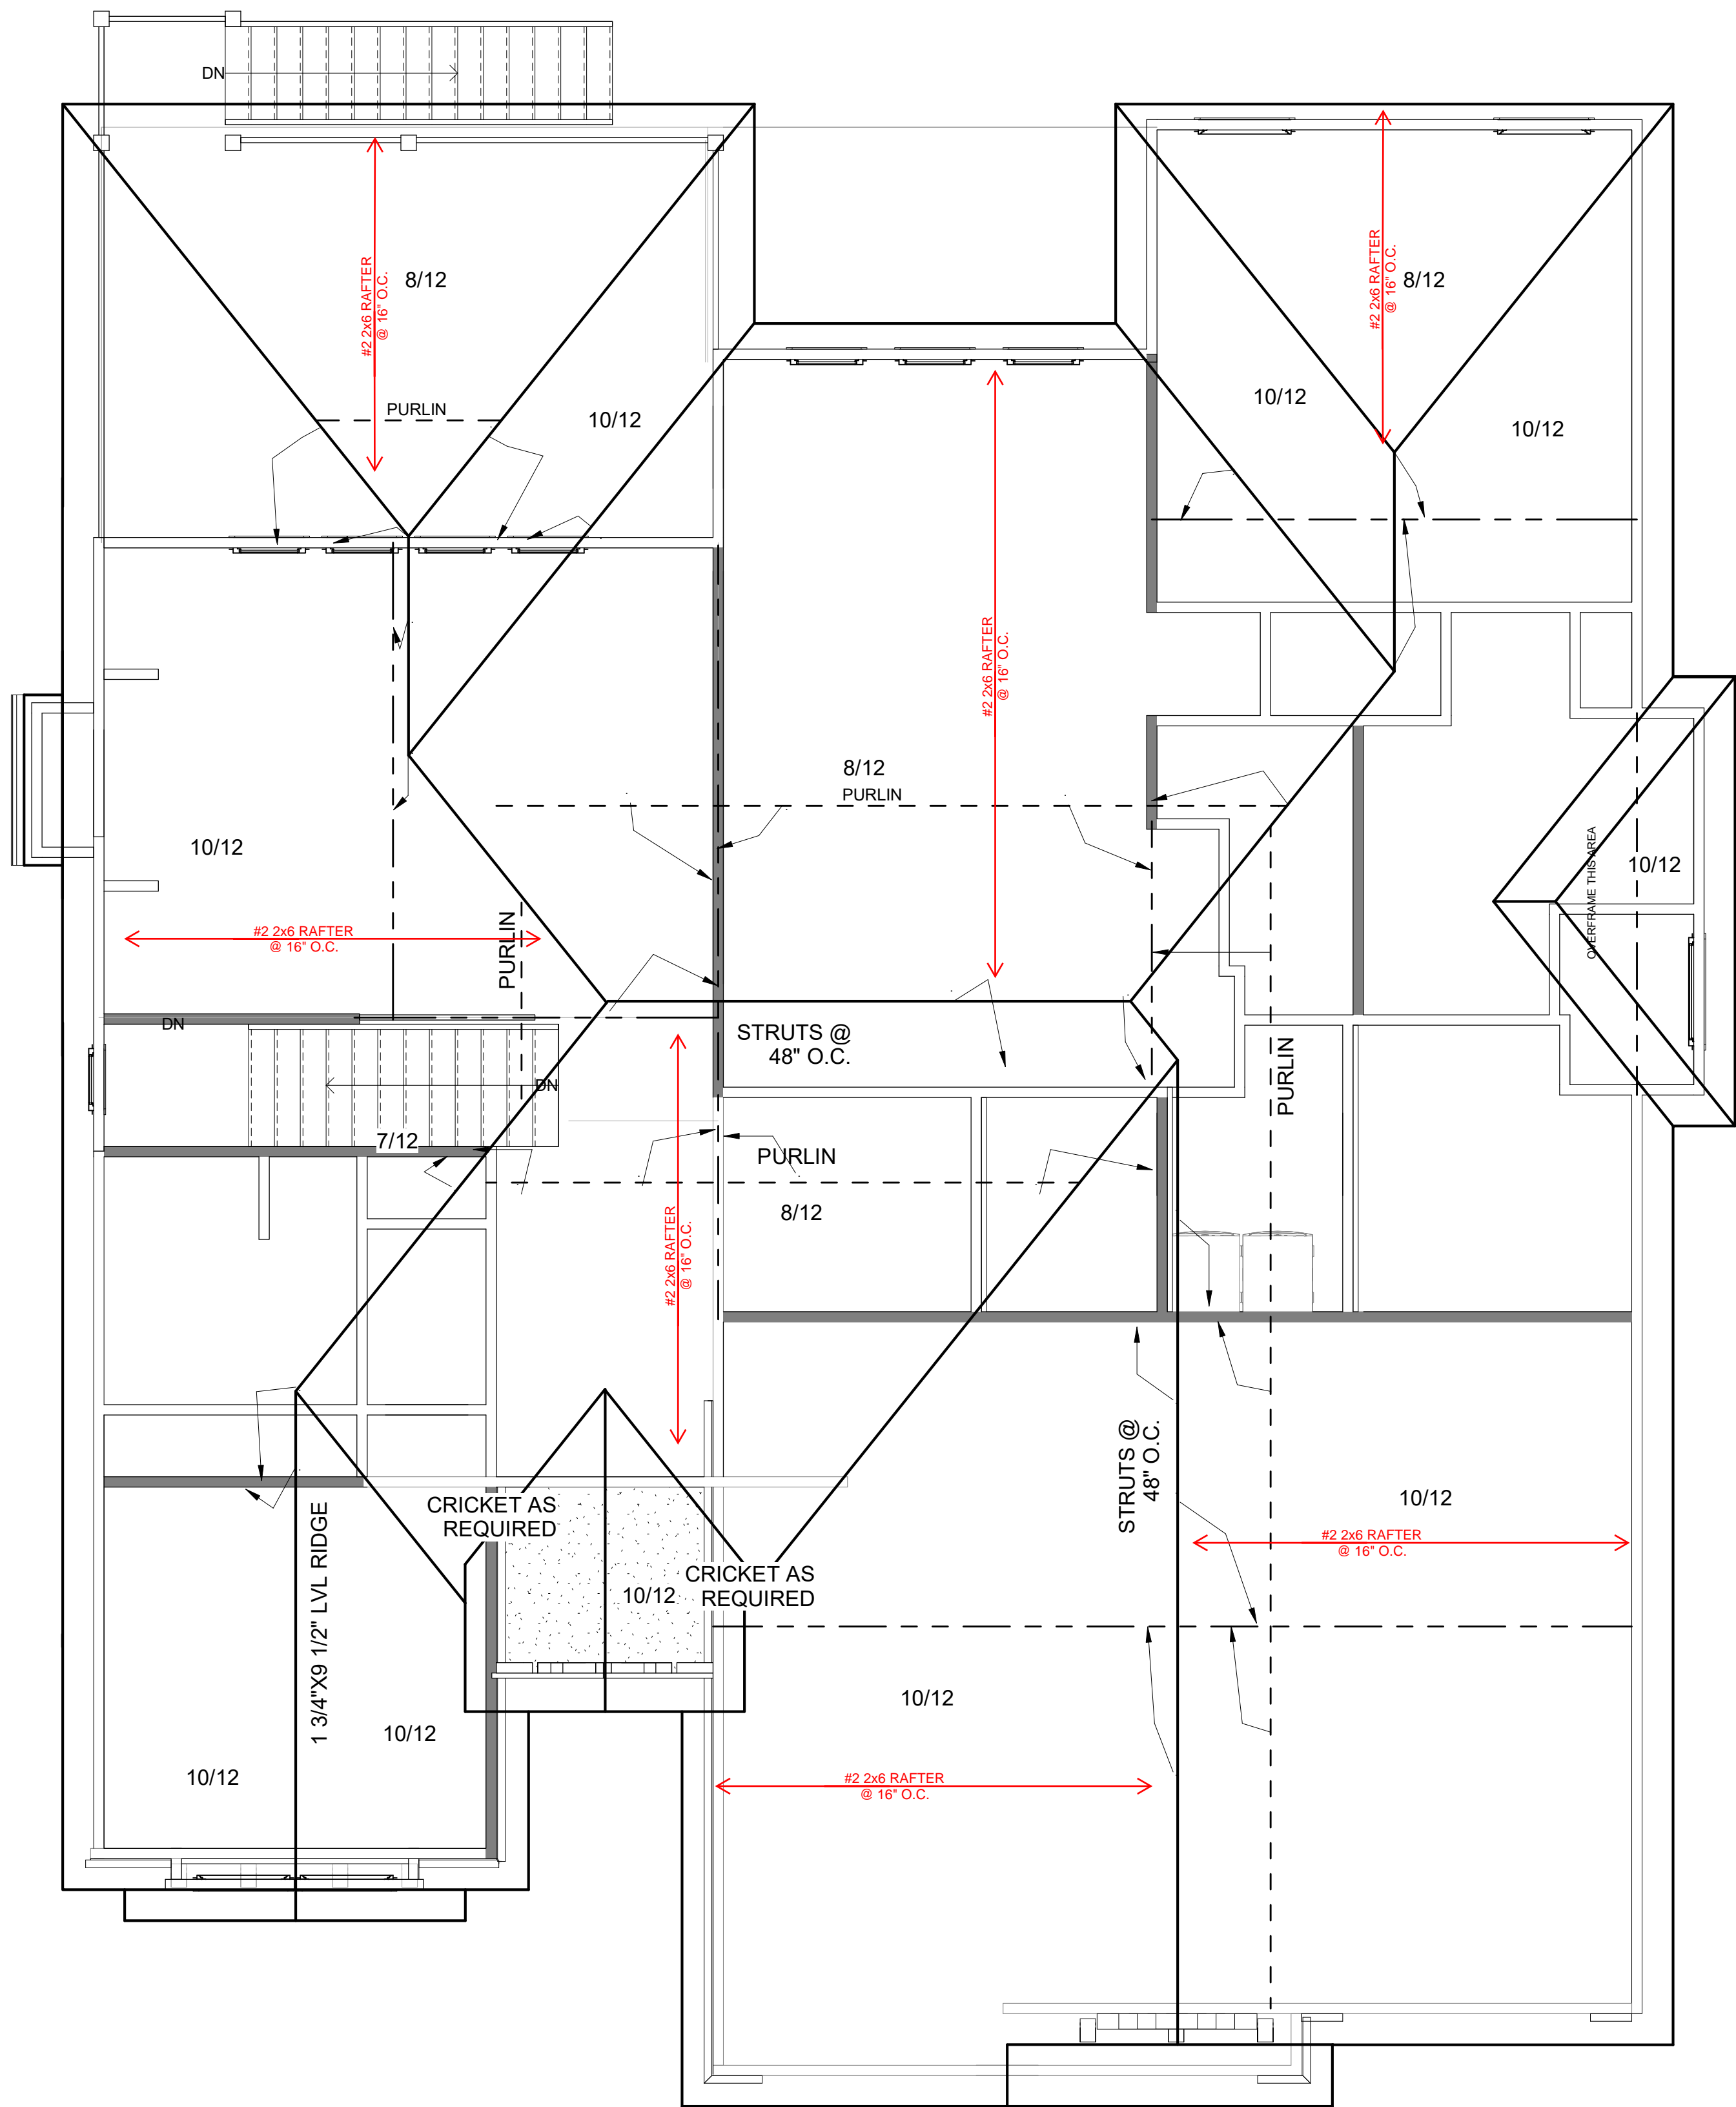 DN
#2 2x6 RAFTER
@ 16" O.C.
8/12
#2 2x6 RAFTER
@ 16" O.C.
8/12
PURLIN
10/12
10/12
10/12
#2 2x6 RAFTER
@ 16" O.C.
8/12
PURLIN
10/12
OVERFRAME THIS AREA
10/12
#2 2x6 RAFTER
@ 16" O.C.
PURLIN
DN
STRUTS @
48" O.C.
DN
PURLIN
7/12
PURLIN
8/12
#2 2x6 RAFTER
@ 16" O.C.
STRUTS @
48" O.C.
10/12
CRICKET AS
REQUIRED
#2 2x6 RAFTER
@ 16" O.C.
1 3/4"X9 1/2" LVL RIDGE
10/12
CRICKET AS
REQUIRED
10/12
10/12
10/12
#2 2x6 RAFTER
@ 16" O.C.